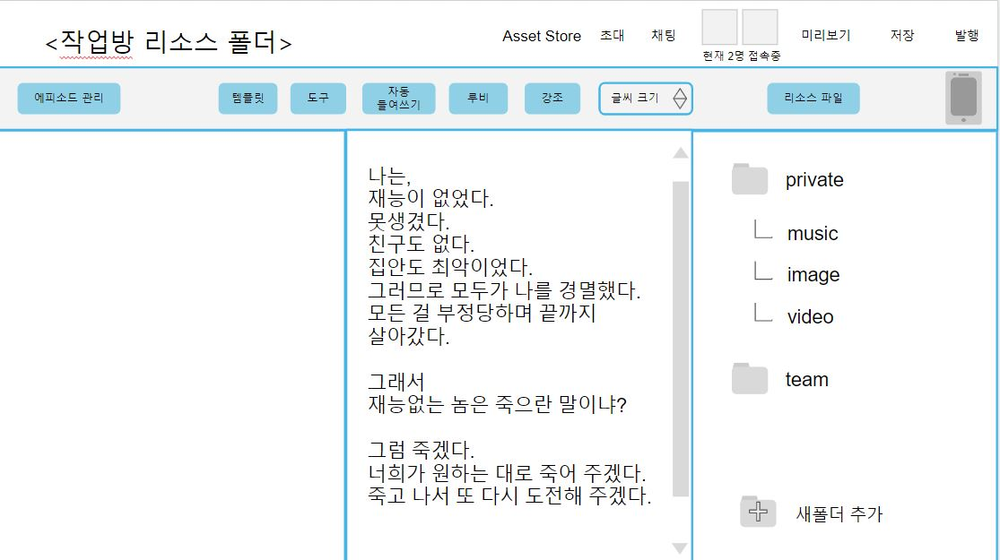 <작업방 리소스 폴더>
Asset Store 초대 채팅 미리보기 저장 발행
현재 2명 접속중
에피소드 관리 템플릿 도구 자동 들여쓰기 루비 강조 글씨 크기 리소스 파일
나는,
재능이 없었다.
못생겼다.
친구도 없다.
집안도 최악이었다.
그러므로 모두가 나를 경멸했다.
모든 걸 부정당하며 끝까지
살아갔다.
그래서
재능없는 놈은 죽으란 말이냐?
그럼 죽겠다.
너희가 원하는 대로 죽어 주겠다.
죽고 나서 또 다시 도전해 주겠다.
private
music
image
video
team
새폴더 추가